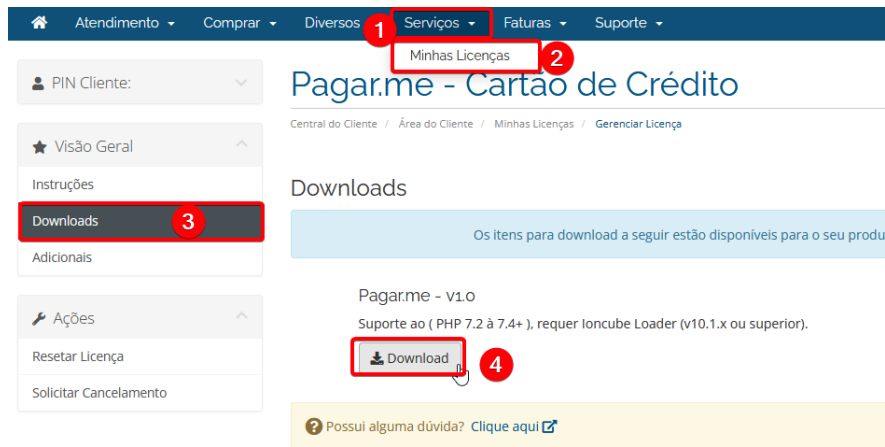 Atendimento Comprar Diversos 1 Serviços Faturas Suporte
Minhas Licenças 2
PIN Cliente:
Visão Geral
Instruções
Downloads 3
Adicionais
Ações
Resetar Licença
Solicitar Cancelamento
Pagar.me - Cartão de Crédito
Central do Cliente / Área do Cliente / Minhas Licenças / Gerenciar Licença
Downloads
Os itens para download a seguir estão disponíveis para o seu produ
Pagar.me - v1.0
Suporte ao ( PHP 7.2 à 7.4+ ), requer Ioncube Loader (v10.1.x ou superior).
Download 4
Possui alguma dúvida? Clique aqui